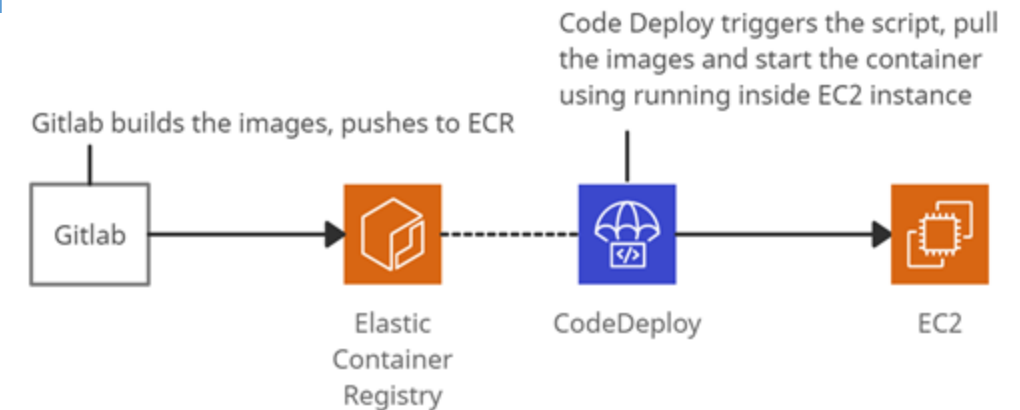 Code Deploy triggers the script, pull
the images and start the container
using running inside EC2 instance
Gitlab builds the images, pushes to ECR
Gitlab
</>
Elastic
Container
Registry
CodeDeploy
EC2